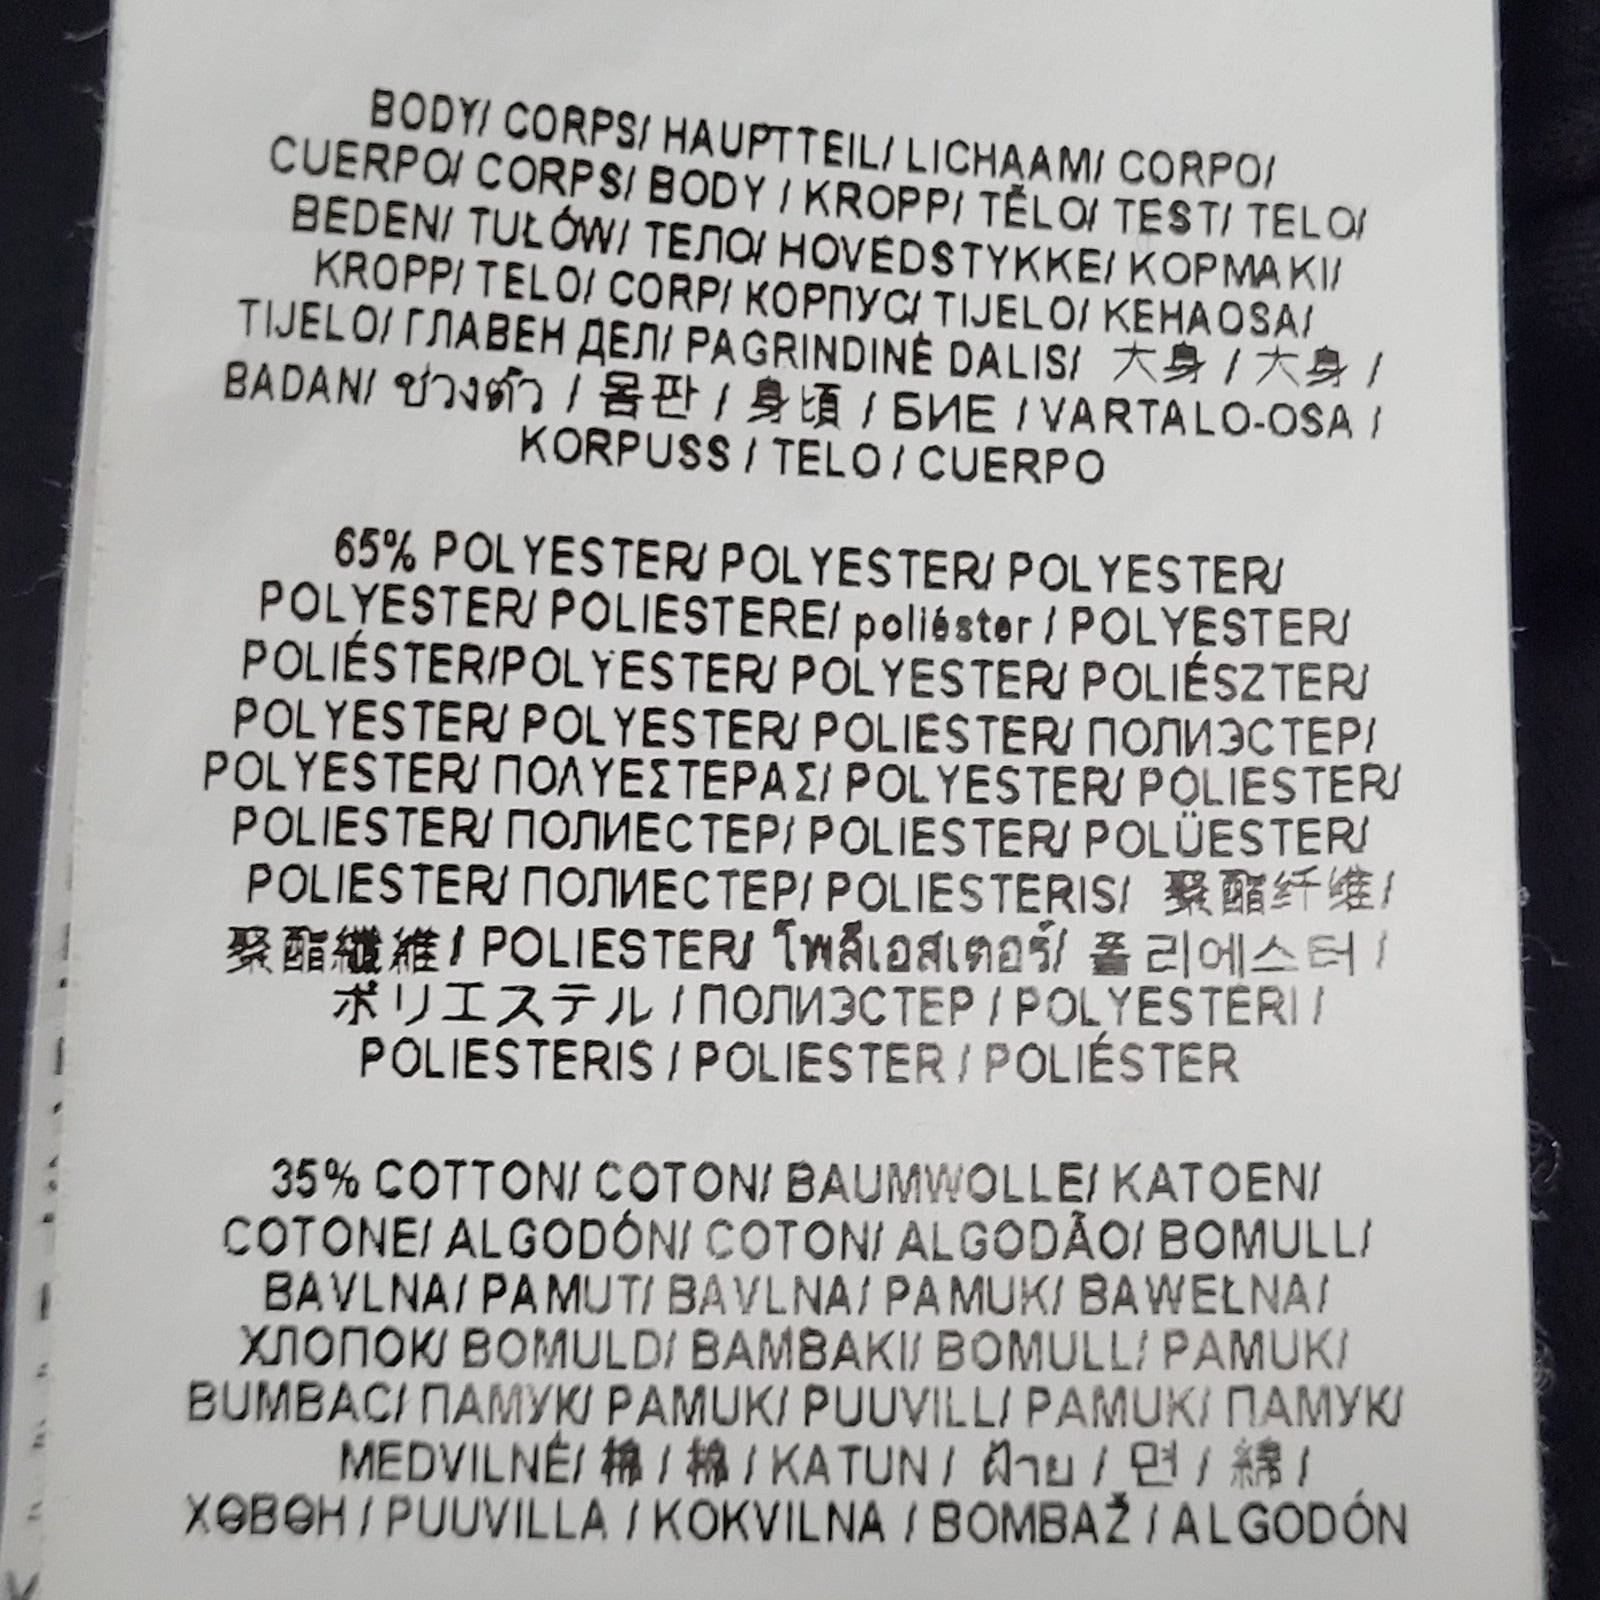 BODY/ CORPS/ HAUPTTEIL/ LICHAAM/ CORPO/
CUERPO/ CORPS/ BODY / KROPP/ TĚLO/ TEST/ TELO/
BEDEN/ TUŁÓW/ ТЕЛО/ HOVEDSTYKKE/ ΚΟΡΜΑΚΙ/
KROPP/ TELO/ CORP/ КОРПУС/ TIJELO/ KEHAOSA/
TIJELO/ ГЛАВЕН ДЕЛ/ PAGRINDINĖ DALIS/ 大身 / 大身 /
BADAN/ ช่วงตัว / 몸판 / 身頃 / БИЕ / VARTALO-OSA /
KORPUSS / TELO / CUERPO
65% POLYESTER/ POLYESTER/ POLYESTER/
POLYESTER/ POLIESTERE/ poliéster / POLYESTER/
POLIÉSTER/POLYESTER/ POLYESTER/ POLIÉSZTER/
POLYESTER/ POLYESTER/ POLIESTER/ ПОЛИЭСТЕР/
POLYESTER/ ΠΟΛΥΕΣΤΕΡΑΣ/ POLYESTER/ POLIESTER/
POLIESTER/ ПОЛИЕСТЕР/ POLIESTER/ POLÜESTER/
POLIESTER/ ПОЛИЕСТЕР/ POLIESTERIS/ 聚酯纤维/
聚酯纖維/ POLIESTER/ โพลีเอสเตอร์/ 폴리에스터 /
ポリエステル / ПОЛИЭСТЕР / POLYESTERI /
POLIESTERIS / POLIESTER / POLIÉSTER
35% COTTON/ COTON/ BAUMWOLLE/ KATOEN/
COTONE/ ALGODÓN/ COTON/ ALGODÃO/ BOMULL/
BAVLNA/ PAMUT/ BAVLNA/ PAMUK/ BAWEŁNA/
ХЛОПОК/ BOMULD/ ΒΑΜΒΑΚΙ/ BOMULL/ PAMUK/
BUMBAC/ ПАМУК/ PAMUK/ PUUVILL/ PAMUK/ ПАМУК/
MEDVILNĖ/ 棉 / 棉 / KATUN / ฝ้าย / 면 / 綿 /
ХӨВӨН / PUUVILLA / KOKVILNA / BOMBAŽ / ALGODÓN